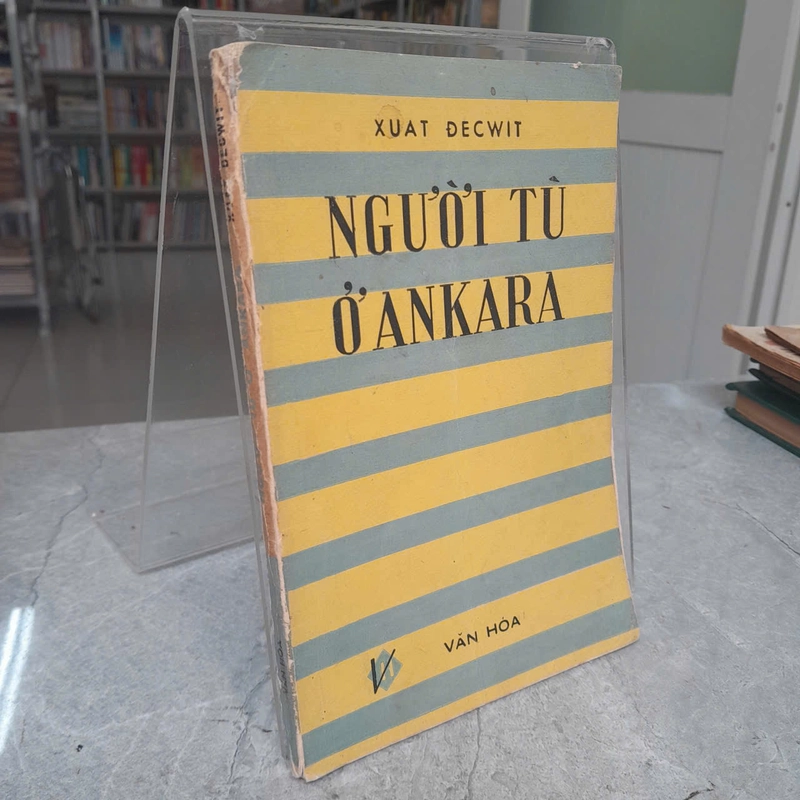 XUAT ĐECWIT
NGƯỜI TÙ
Ở ANKARA
VĂN HÓA